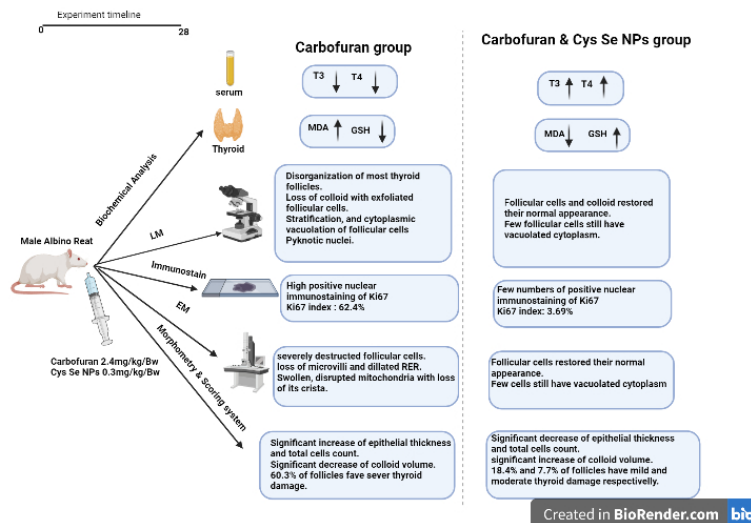 Experiment timeline
0
28
Carbofuran group
Carbofuran & Cys Se NPs group
serum
T3
T4
T3
T4
Thyroid
MDA
GSH
MDA
GSH
Biochemical Analysis
LM
Immunostain
EM
Morphometry & Scoring system
Male Albino Reat
Carbofuran 2.4mg/kg/Bw
Cys Se NPs 0.3mg/kg/Bw
Disorganization of most thyroid
follicles.
Loss of colloid with exfoliated
follicular cells.
Stratification, and cytoplasmic
vacuolation of follicular cells
Pyknotic nuclei.
Follicular cells and colloid restored
their normal appearance.
Few follicular cells still have
vacuolated cytoplasm.
High positive nuclear
immunostaining of Ki67
Ki67 index : 62.4%
Few numbers of positive nuclear
immunostaining of Ki67
Ki67 index: 3.69%
severely destructed follicular cells.
loss of microvilli and dillated RER.
Swollen, disrupted mitochondria with loss
of its crista.
Follicular cells restored their normal
appearance.
Few cells still have vacuolated cytoplasm
Significant increase of epithelial thickness
and total cells count.
Significant decrease of colloid volume.
60.3% of follicles fave sever thyroid
damage.
Significant decrease of epithelial thickness
and total cells count.
significant increase of colloid volume.
18.4% and 7.7% of follicles have mild and
moderate thyroid damage respectivelly.
Created in BioRender.com
bio